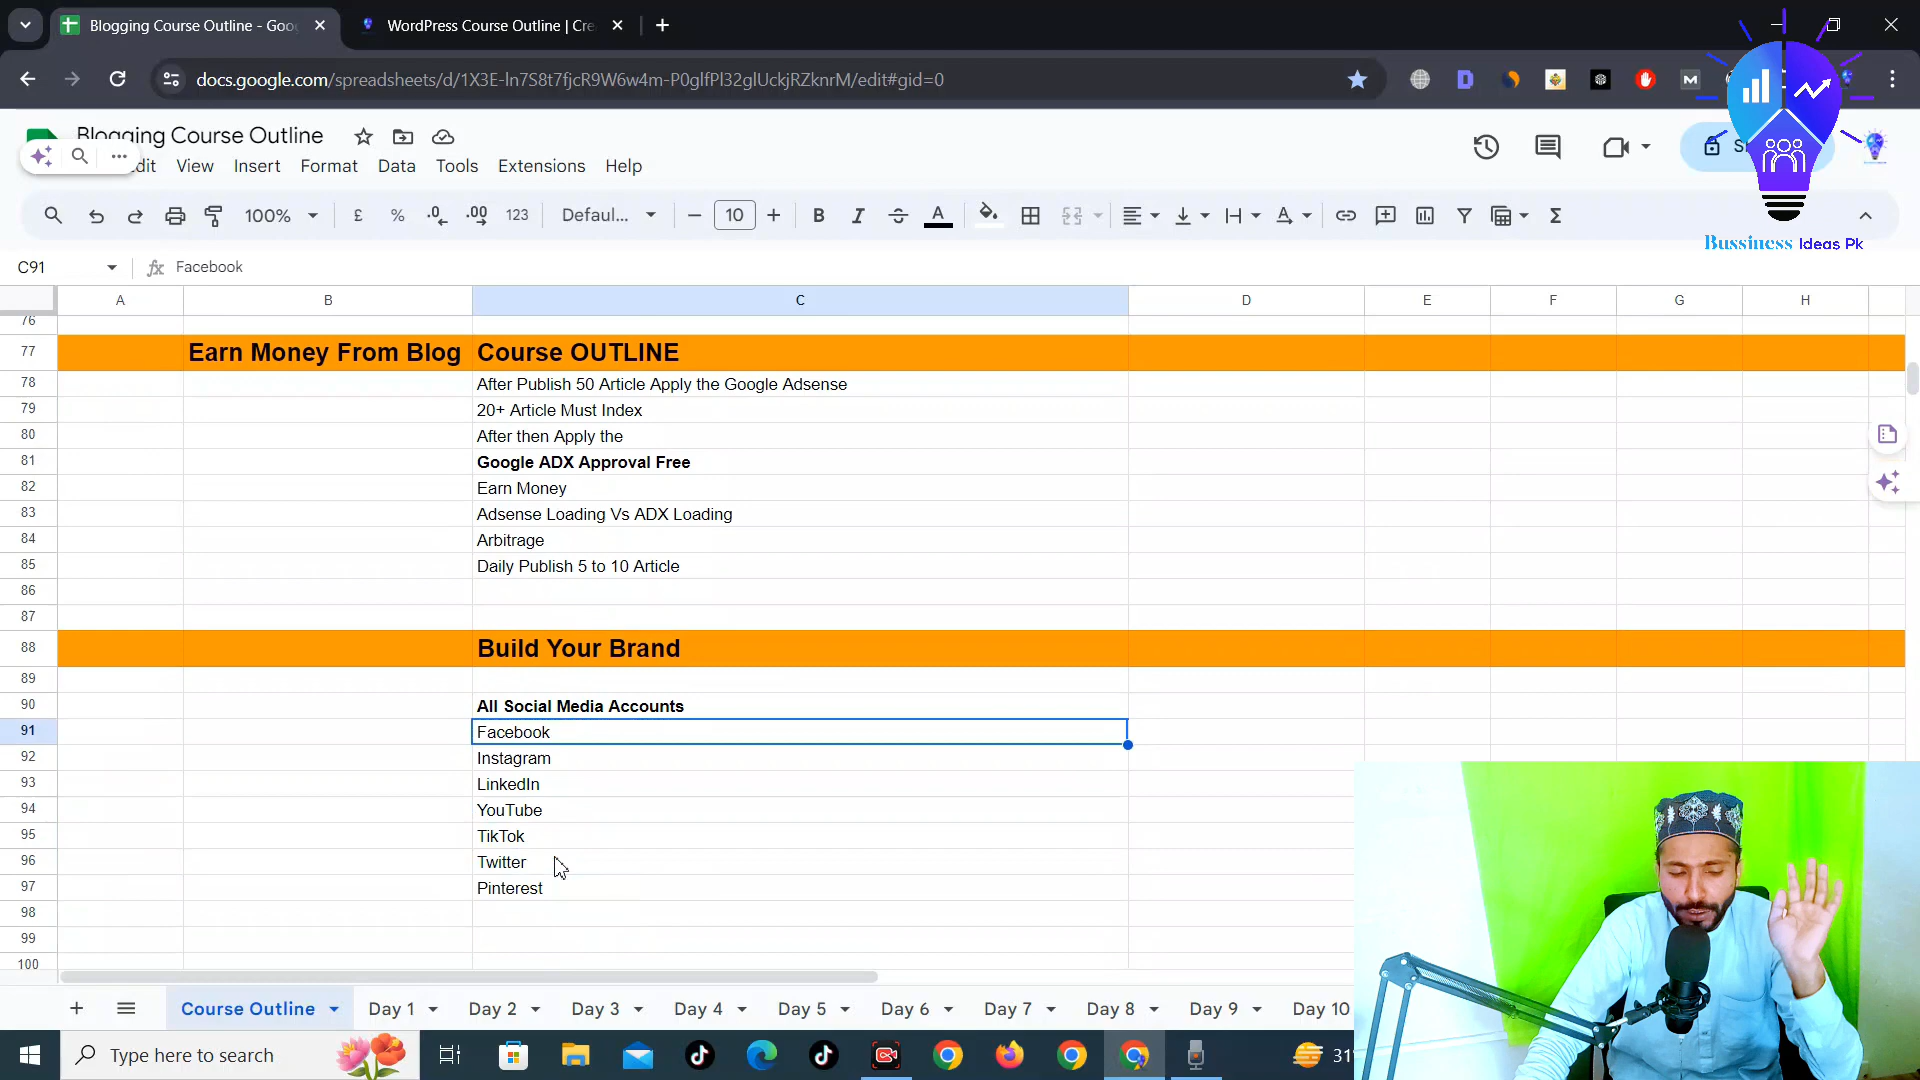 Blogging Course Outline - Goo
WordPress Course Outline | Cre
docs.google.com/spreadsheets/d/1X3E-ln7S8t7fjcR9W6w4m-P0glfPl32glUckjRZknrM/edit#gid=0
Blogging Course Outline
dit View Insert Format Data Tools Extensions Help
S
Bussiness Ideas Pk
100% £ % .0 .00 123 Defaul... 10 B I A
C91 fx Facebook
A B C D E F G H
76
77 Earn Money From Blog Course OUTLINE
78 After Publish 50 Article Apply the Google Adsense
79 20+ Article Must Index
80 After then Apply the
81 Google ADX Approval Free
82 Earn Money
83 Adsense Loading Vs ADX Loading
84 Arbitrage
85 Daily Publish 5 to 10 Article
86
87
88 Build Your Brand
89
90 All Social Media Accounts
91 Facebook
92 Instagram
93 LinkedIn
94 YouTube
95 TikTok
96 Twitter
97 Pinterest
98
99
100
Course Outline Day 1 Day 2 Day 3 Day 4 Day 5 Day 6 Day 7 Day 8 Day 9 Day 10
Type here to search
31